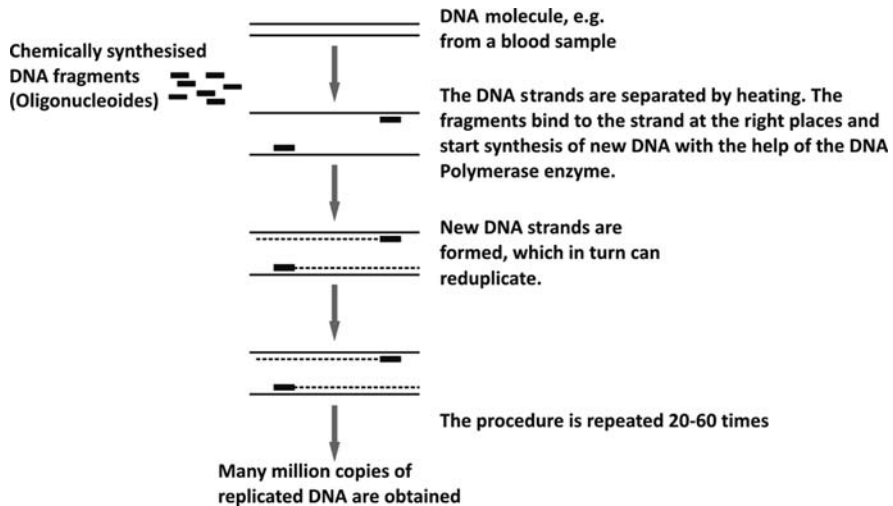 DNA molecule, e.g.
from a blood sample
Chemically synthesised
DNA fragments
(Oligonucleoides)
The DNA strands are separated by heating. The
fragments bind to the strand at the right places and
start synthesis of new DNA with the help of the DNA
Polymerase enzyme.
New DNA strands are
formed, which in turn can
reduplicate.
The procedure is repeated 20-60 times
Many million copies of
replicated DNA are obtained